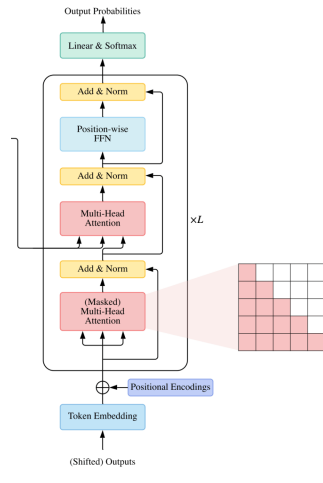 Output Probabilities
Linear & Softmax
Add & Norm
Position-wise
FFN
Add & Norm
Multi-Head
Attention
×L
Add & Norm
(Masked)
Multi-Head
Attention
Positional Encodings
Token Embedding
(Shifted) Outputs